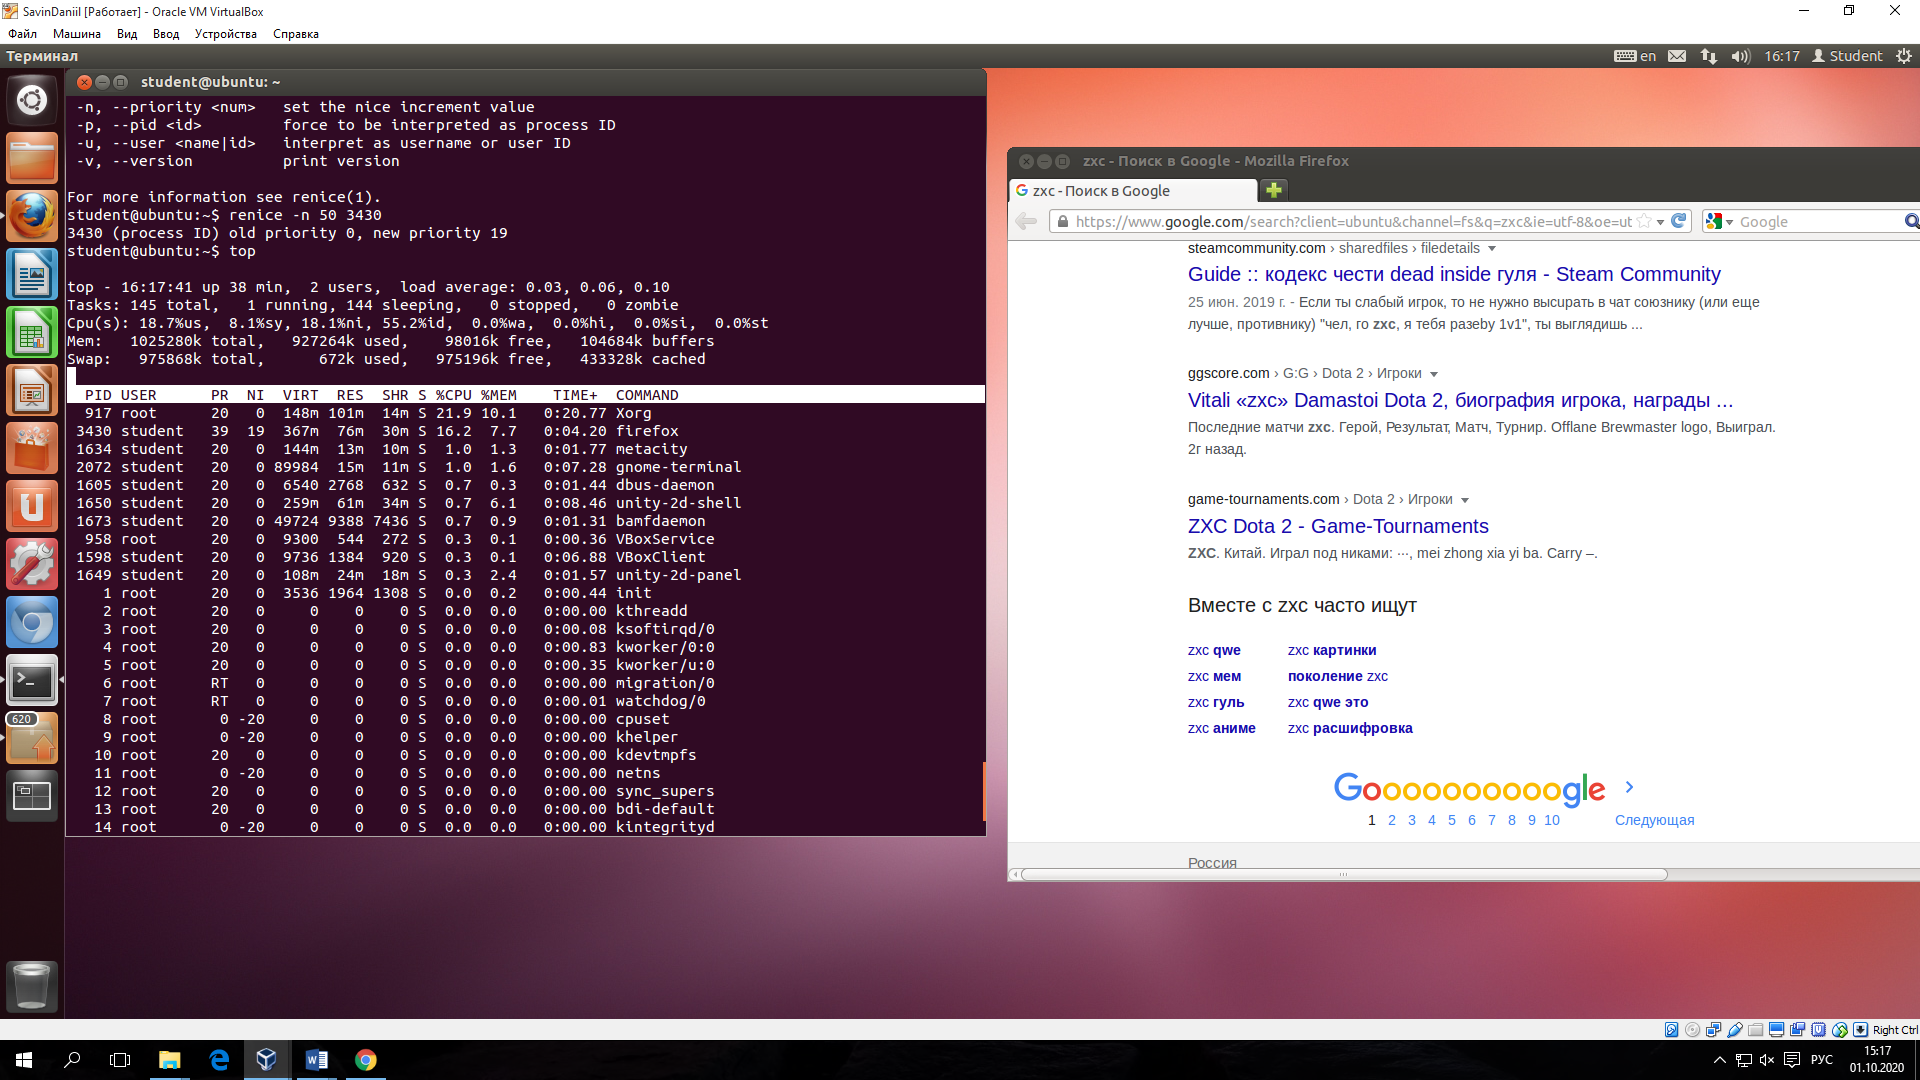 SavinDaniil [Работает] - Oracle VM VirtualBox
Файл Машина Вид Ввод Устройства Справка
Терминал
en 16:17 Student
student@ubuntu: ~
-n, --priority <num>   set the nice increment value
-p, --pid <id>         force to be interpreted as process ID
-u, --user <name|id>   interpret as username or user ID
-v, --version          print version
For more information see renice(1).
student@ubuntu:~$ renice -n 50 3430
3430 (process ID) old priority 0, new priority 19
student@ubuntu:~$ top
top - 16:17:41 up 38 min,  2 users,  load average: 0.03, 0.06, 0.10
Tasks: 145 total,   1 running, 144 sleeping,   0 stopped,   0 zombie
Cpu(s): 18.7%us,  8.1%sy, 18.1%ni, 55.2%id,  0.0%wa,  0.0%hi,  0.0%si,  0.0%st
Mem:   1025280k total,   927264k used,    98016k free,   104684k buffers
Swap:   975868k total,      672k used,   975196k free,   433328k cached
PID USER      PR  NI  VIRT  RES  SHR S %CPU %MEM    TIME+  COMMAND
917 root      20   0  148m 101m  14m S 21.9 10.1   0:20.77 Xorg
3430 student   39  19  367m  76m  30m S 16.2  7.7   0:04.20 firefox
1634 student   20   0  144m  13m  10m S  1.0  1.3   0:01.77 metacity
2072 student   20   0 89984  15m  11m S  1.0  1.6   0:07.28 gnome-terminal
1605 student   20   0  6540 2768  632 S  0.7  0.3   0:01.44 dbus-daemon
1650 student   20   0  259m  61m  34m S  0.7  6.1   0:08.46 unity-2d-shell
1673 student   20   0 49724 9388 7436 S  0.7  0.9   0:01.31 bamfdaemon
958 root      20   0  9300  544  272 S  0.3  0.1   0:00.36 VBoxService
1598 student   20   0  9736 1384  920 S  0.3  0.1   0:06.88 VBoxClient
1649 student   20   0  108m  24m  18m S  0.3  2.4   0:01.57 unity-2d-panel
1 root      20   0  3536 1964 1308 S  0.0  0.2   0:00.44 init
2 root      20   0     0    0    0 S  0.0  0.0   0:00.00 kthreadd
3 root      20   0     0    0    0 S  0.0  0.0   0:00.08 ksoftirqd/0
4 root      20   0     0    0    0 S  0.0  0.0   0:00.83 kworker/0:0
5 root      20   0     0    0    0 S  0.0  0.0   0:00.35 kworker/u:0
6 root      RT   0     0    0    0 S  0.0  0.0   0:00.00 migration/0
7 root      RT   0     0    0    0 S  0.0  0.0   0:00.01 watchdog/0
8 root       0 -20     0    0    0 S  0.0  0.0   0:00.00 cpuset
9 root       0 -20     0    0    0 S  0.0  0.0   0:00.00 khelper
10 root      20   0     0    0    0 S  0.0  0.0   0:00.00 kdevtmpfs
11 root       0 -20     0    0    0 S  0.0  0.0   0:00.00 netns
12 root      20   0     0    0    0 S  0.0  0.0   0:00.00 sync_supers
13 root      20   0     0    0    0 S  0.0  0.0   0:00.00 bdi-default
14 root       0 -20     0    0    0 S  0.0  0.0   0:00.00 kintegrityd
620
zxc - Поиск в Google - Mozilla Firefox
zxc - Поиск в Google
https://www.google.com/search?client=ubuntu&channel=fs&q=zxc&ie=utf-8&oe=ut
Google
steamcommunity.com › sharedfiles › filedetails
Guide :: кодекс чести dead inside гуля - Steam Community
25 июн. 2019 г. - Если ты слабый игрок, то не нужно высцрать в чат союзнику (или еще
лучше, противнику) "чел, го zxc, я тебя разеby 1v1", ты выглядишь ...
ggscore.com › G:G › Dota 2 › Игроки
Vitali «zxc» Damastoi Dota 2, биография игрока, награды ...
Последние матчи zxc. Герой, Результат, Матч, Турнир. Offlane Brewmaster logo, Выиграл.
2г назад.
game-tournaments.com › Dota 2 › Игроки
ZXC Dota 2 - Game-Tournaments
ZXC. Китай. Играл под никами: ···, mei zhong xia yi ba. Carry –.
Вместе с zxc часто ищут
zxc qwe zxc картинки
zxc мем поколение zxc
zxc гуль zxc qwe это
zxc аниме zxc расшифровка
Goooooooooogle
1 2 3 4 5 6 7 8 9 10 Следующая
Россия
Right Ctrl
РУС
15:17
01.10.2020